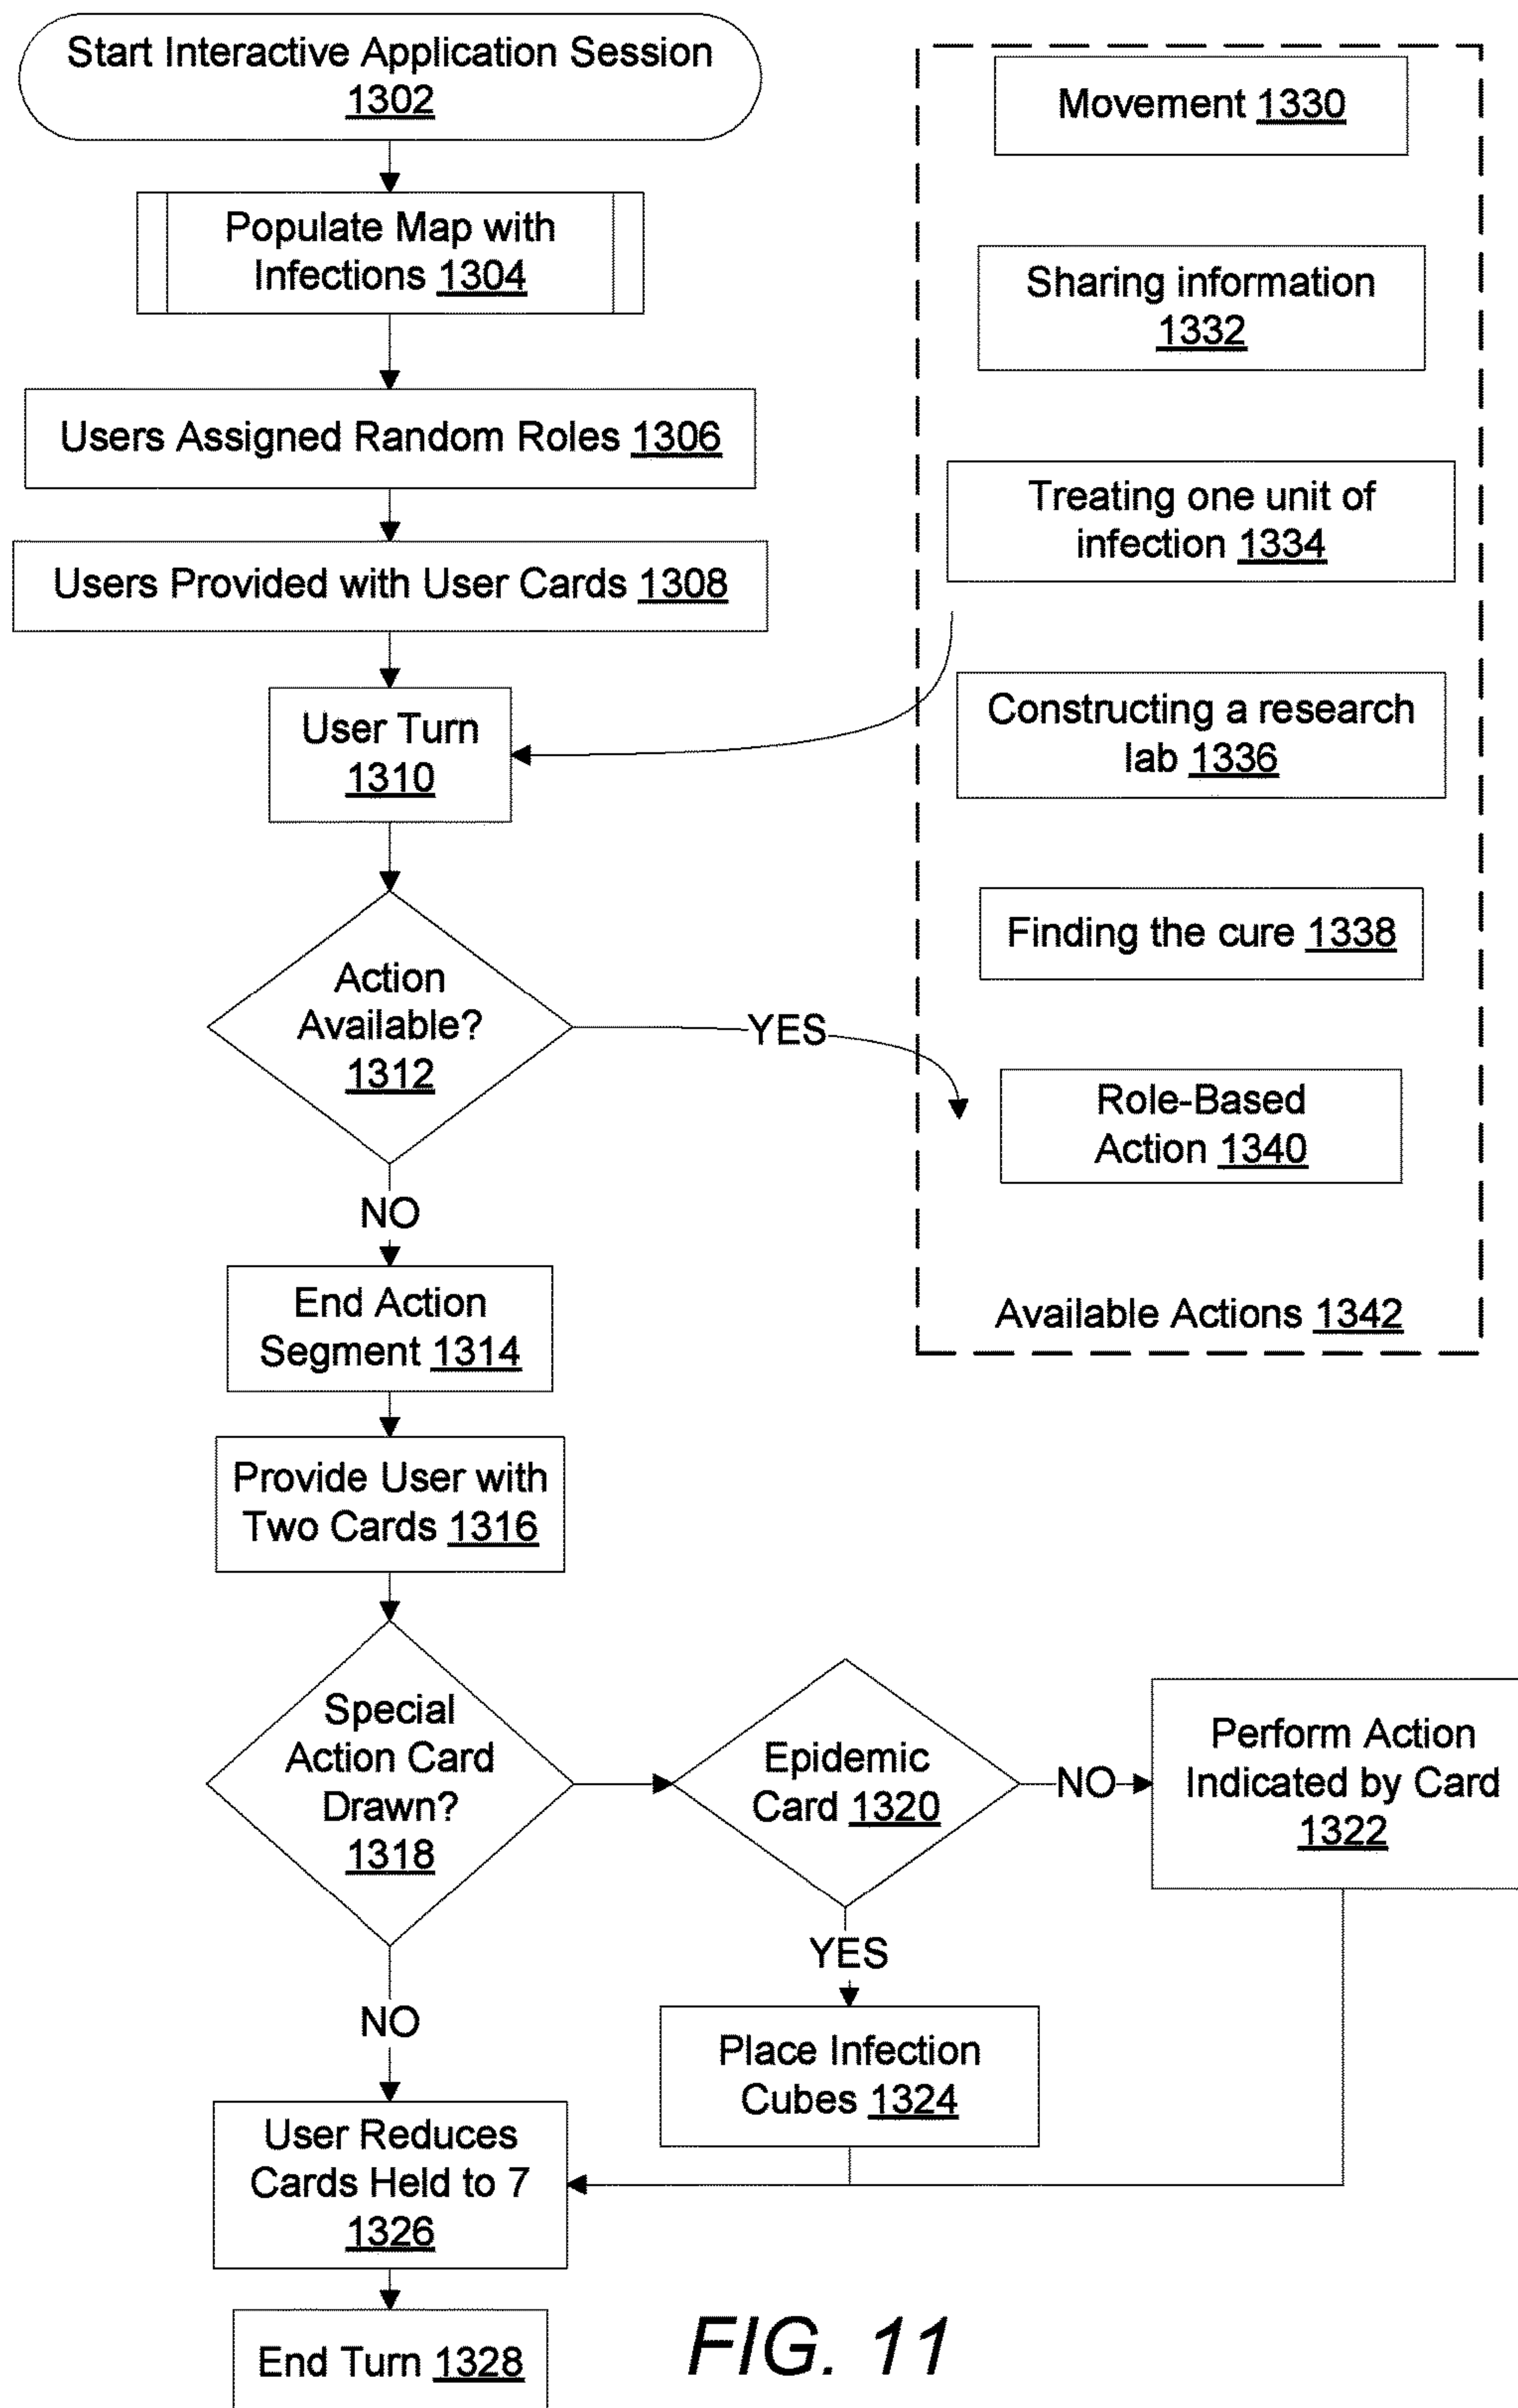 Start Interactive Application Session
1302
Populate Map with
Infections 1304
Users Assigned Random Roles 1306
Users Provided with User Cards 1308
User Turn
1310
Action
Available?
1312
YES
NO
End Action
Segment 1314
Provide User with
Two Cards 1316
Special
Action Card
Drawn?
1318
NO
Epidemic
Card 1320
NO
Perform Action
Indicated by Card
1322
YES
Place Infection
Cubes 1324
User Reduces
Cards Held to 7
1326
End Turn 1328
Movement 1330
Sharing information
1332
Treating one unit of
infection 1334
Constructing a research
lab 1336
Finding the cure 1338
Role-Based
Action 1340
Available Actions 1342
FIG. 11